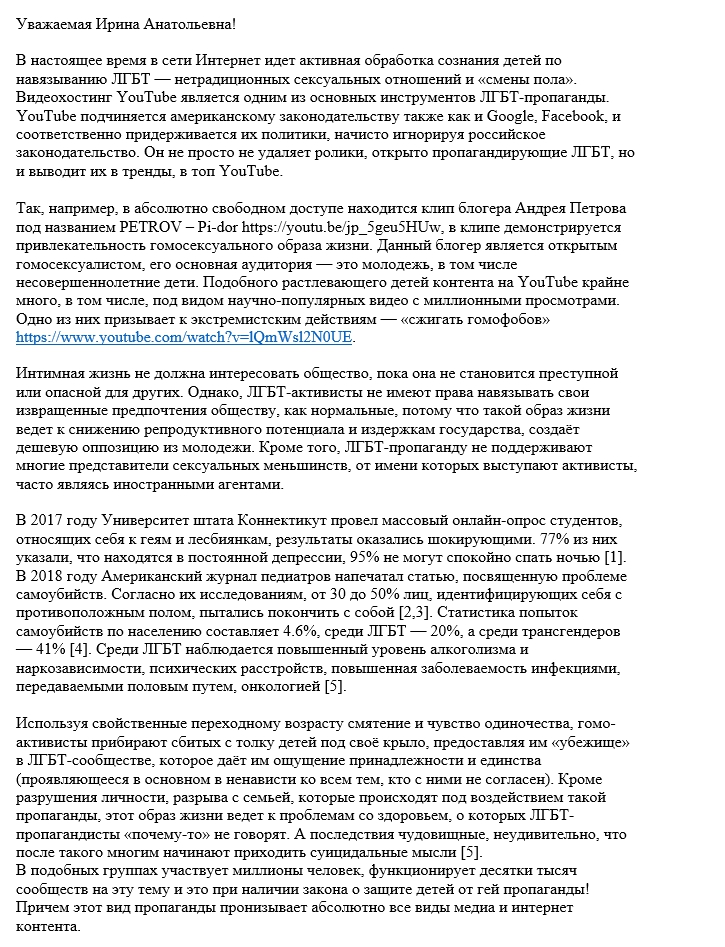 Уважаемая Ирина Анатольевна!
В настоящее время в сети Интернет идет активная обработка сознания детей по
навязыванию ЛГБТ — нетрадиционных сексуальных отношений и «смены пола».
Видеохостинг YouTube является одним из основных инструментов ЛГБТ-пропаганды.
YouTube подчиняется американскому законодательству также как и Google, Facebook, и
соответственно придерживается их политики, начисто игнорируя российское
законодательство. Он не просто не удаляет ролики, открыто пропагандирующие ЛГБТ, но
и выводит их в тренды, в топ YouTube.
Так, например, в абсолютно свободном доступе находится клип блогера Андрея Петрова
под названием PETROV – Pi-dor https://youtu.be/jp_5geu5HUw, в клипе демонстрируется
привлекательность гомосексуального образа жизни. Данный блогер является открытым
гомосексуалистом, его основная аудитория — это молодежь, в том числе
несовершеннолетние дети. Подобного растлевающего детей контента на YouTube крайне
много, в том числе, под видом научно-популярных видео с миллионными просмотрами.
Одно из них призывает к экстремистским действиям — «сжигать гомофобов»
https://www.youtube.com/watch?v=lQmWsl2N0UE.
Интимная жизнь не должна интересовать общество, пока она не становится преступной
или опасной для других. Однако, ЛГБТ-активисты не имеют права навязывать свои
извращенные предпочтения обществу, как нормальные, потому что такой образ жизни
ведет к снижению репродуктивного потенциала и издержкам государства, создаёт
дешевую оппозицию из молодежи. Кроме того, ЛГБТ-пропаганду не поддерживают
многие представители сексуальных меньшинств, от имени которых выступают активисты,
часто являясь иностранными агентами.
В 2017 году Университет штата Коннектикут провел массовый онлайн-опрос студентов,
относящих себя к геям и лесбиянкам, результаты оказались шокирующими. 77% из них
указали, что находятся в постоянной депрессии, 95% не могут спокойно спать ночью [1].
В 2018 году Американский журнал педиатров напечатал статью, посвященную проблеме
самоубийств. Согласно их исследованиям, от 30 до 50% лиц, идентифицирующих себя с
противоположным полом, пытались покончить с собой [2,3]. Статистика попыток
самоубийств по населению составляет 4.6%, среди ЛГБТ — 20%, а среди трансгендеров
— 41% [4]. Среди ЛГБТ наблюдается повышенный уровень алкоголизма и
наркозависимости, психических расстройств, повышенная заболеваемость инфекциями,
передаваемыми половым путем, онкологией [5].
Используя свойственные переходному возрасту смятение и чувство одиночества, гомо-
активисты прибирают сбитых с толку детей под своё крыло, предоставляя им «убежище»
в ЛГБТ-сообществе, которое даёт им ощущение принадлежности и единства
(проявляющееся в основном в ненависти ко всем тем, кто с ними не согласен). Кроме
разрушения личности, разрыва с семьей, которые происходят под воздействием такой
пропаганды, этот образ жизни ведет к проблемам со здоровьем, о которых ЛГБТ-
пропагандисты «почему-то» не говорят. А последствия чудовищные, неудивительно, что
после такого многим начинают приходить суицидальные мысли [5].
В подобных группах участвует миллионы человек, функционирует десятки тысяч
сообществ на эту тему и это при наличии закона о защите детей от гей пропаганды!
Причем этот вид пропаганды пронизывает абсолютно все виды медиа и интернет
контента.